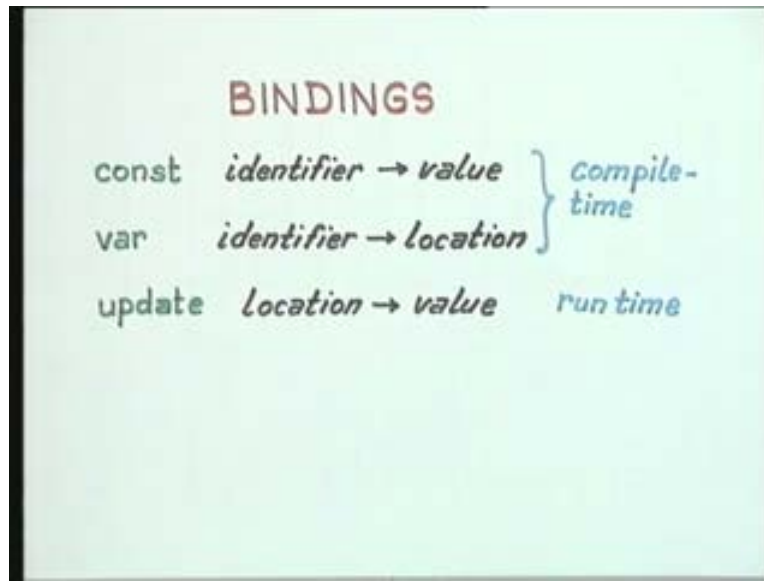 BINDINGS
const identifier → value compile-
time
var identifier → location
update location → value run time